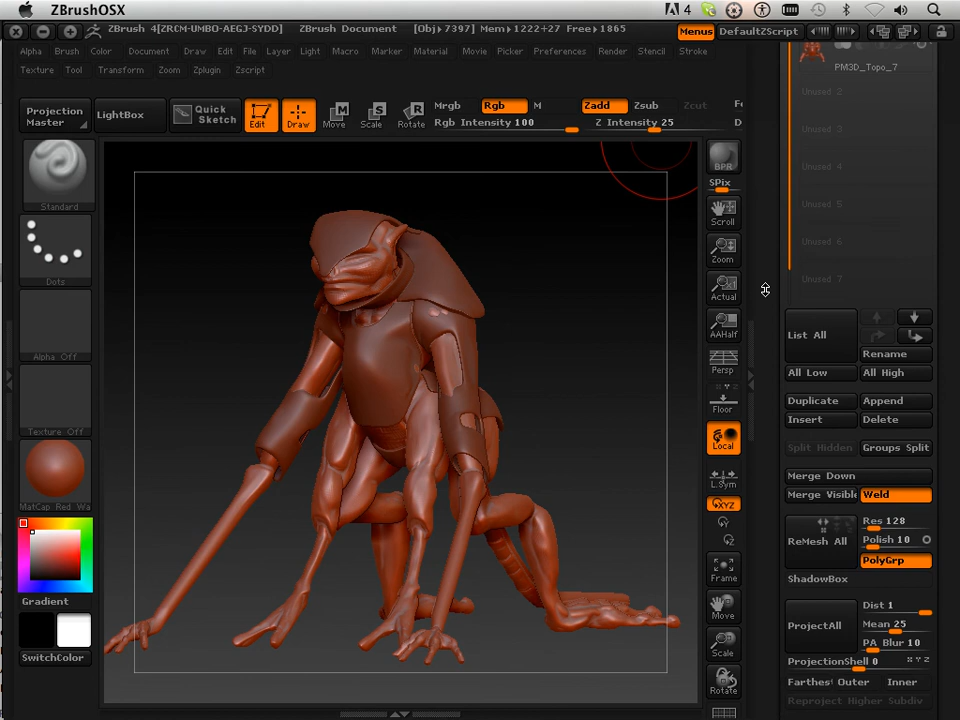 ZBrushOSX 4
ZBrush 4[ZRCM-UMBO-AEGJ-SYDD] ZBrush Document [Obj>7397] Mem>1222+27 Free>1865 Menus DefaultZScript
Alpha Brush Color Document Draw Edit File Layer Light Macro Marker Material Movie Picker Preferences Render Stencil Stroke
Texture Tool Transform Zoom Zplugin Zscript
Projection Master
LightBox
Quick Sketch
Edit
Draw
Move
Scale
Rotate
Mrgb Rgb M Zadd Zsub Zcut
Rgb Intensity 100 Z Intensity 25
Standard
Dots
Alpha Off
Texture Off
MatCap Red Wa
Gradient
SwitchColor
BPR
SPix
Scroll
Zoom
Actual
AAHalf
Persp
Floor
Local
L.Sym
XYZ
Frame
Move
Scale
Rotate
PM3D_Topo_7
Unused 2
Unused 3
Unused 4
Unused 5
Unused 6
Unused 7
List All
Rename
All Low All High
Duplicate Append
Insert Delete
Split Hidden Groups Split
Merge Down
Merge Visible Weld
ReMesh All
Res 128
Polish 10
PolyGrp
ShadowBox
ProjectAll
Dist 1
Mean 25
PA Blur 10
ProjectionShell 0
Farthest Outer Inner
Reproject Higher Subdiv